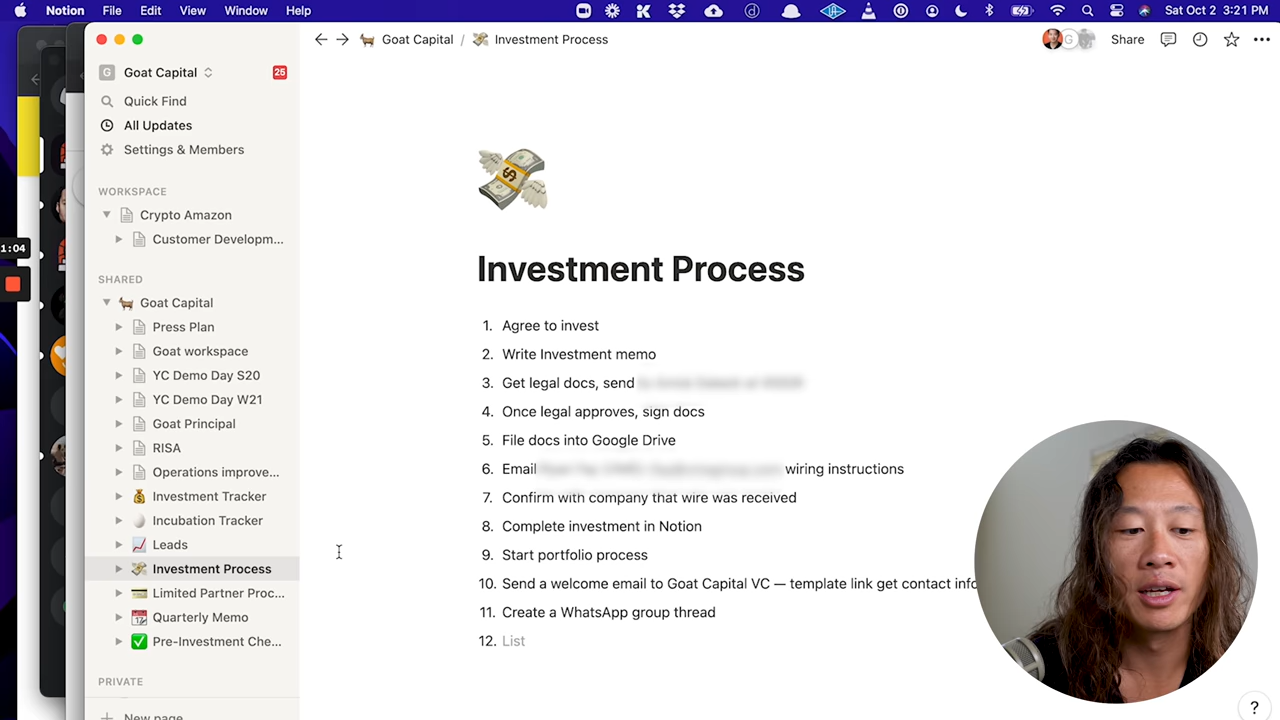 Notion File Edit View Window Help Sat Oct 2 3:21 PM
Goat Capital / Investment Process Share
G Goat Capital 25
Quick Find
All Updates
Settings & Members
WORKSPACE
Crypto Amazon
Customer Developm...
SHARED
Goat Capital
Press Plan
Goat workspace
YC Demo Day S20
YC Demo Day W21
Goat Principal
RISA
Operations improve...
Investment Tracker
Incubation Tracker
Leads
Investment Process
Limited Partner Proc...
Quarterly Memo
Pre-Investment Che...
PRIVATE
New page
1:04
Investment Process
1. Agree to invest
2. Write Investment memo
3. Get legal docs, send
4. Once legal approves, sign docs
5. File docs into Google Drive
6. Email wiring instructions
7. Confirm with company that wire was received
8. Complete investment in Notion
9. Start portfolio process
10. Send a welcome email to Goat Capital VC — template link get contact info
11. Create a WhatsApp group thread
12. List
?